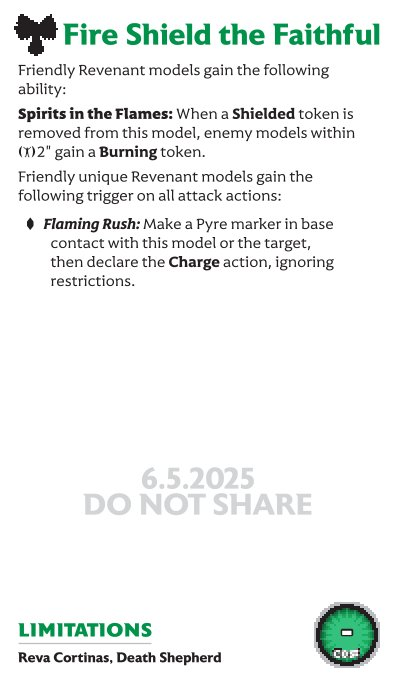 Fire Shield the Faithful
Friendly Revenant models gain the following
ability:
Spirits in the Flames: When a Shielded token is
removed from this model, enemy models within
2" gain a Burning token.
Friendly unique Revenant models gain the
following trigger on all attack actions:
Flaming Rush: Make a Pyre marker in base
contact with this model or the target,
then declare the Charge action, ignoring
restrictions.
6.5.2025
DO NOT SHARE
LIMITATIONS
Reva Cortinas, Death Shepherd